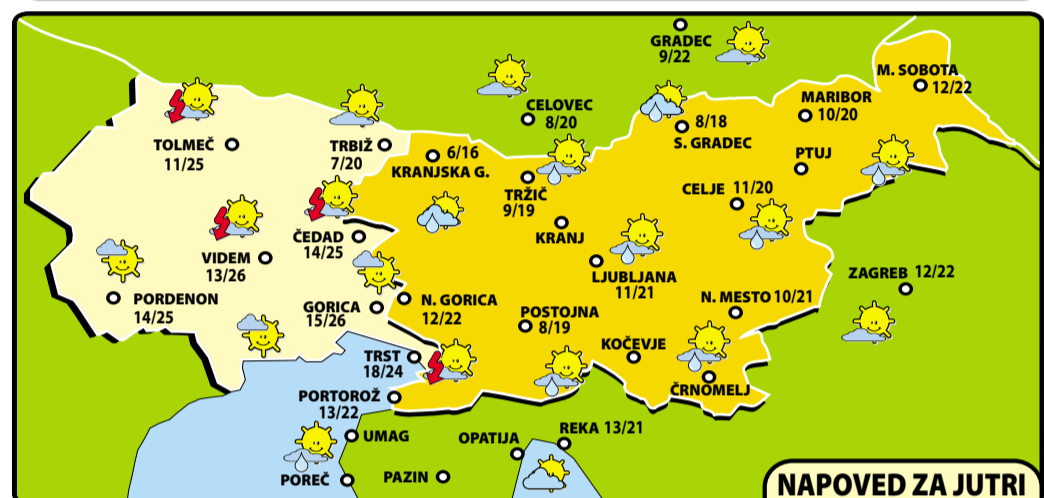 GRADEC
9/22
M. SOBOTA
12/22
CELOVEC
8/20
MARIBOR
10/20
8/18
S. GRADEC
TOLMEČ
11/25
TRBIŽ
7/20
6/16
KRANJSKA G.
PTUJ
TRŽIČ
9/19
CELJE 11/20
KRANJ
ČEDAD
14/25
VIDEM
13/26
LJUBLJANA
11/21
ZAGREB 12/22
PORDENON
14/25
GORICA
15/26
N. GORICA
12/22
N. MESTO 10/21
POSTOJNA
8/19
KOČEVJE
TRST
18/24
ČRNOMELJ
PORTOROŽ
13/22
UMAG
OPATIJA
REKA 13/21
POREČ
PAZIN
NAPOVED ZA JUTRI